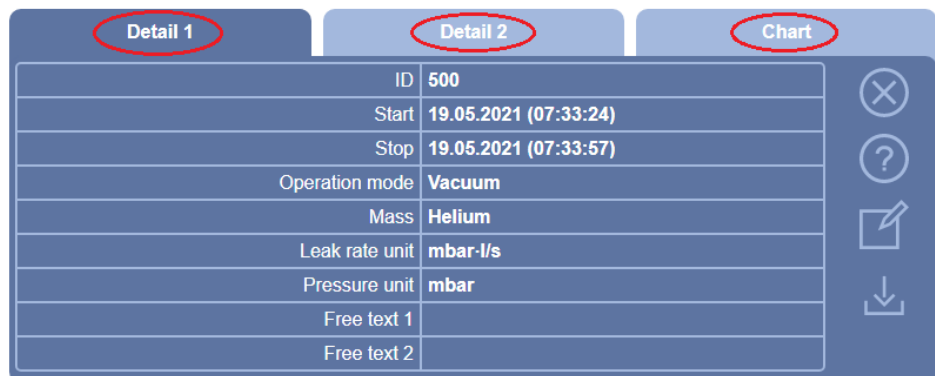 Detail 1 Detail 2 Chart
ID 500
Start 19.05.2021 (07:33:24)
Stop 19.05.2021 (07:33:57)
Operation mode Vacuum
Mass Helium
Leak rate unit mbar·l/s
Pressure unit mbar
Free text 1
Free text 2
?